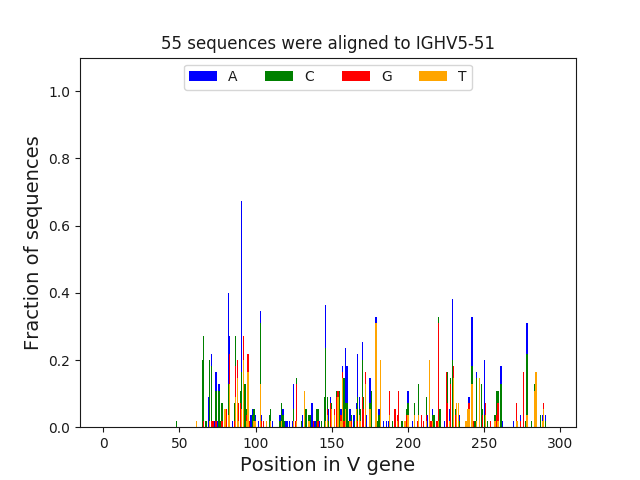 55 sequences were aligned to IGHV5-51
A C G T
1.0
0.8
0.6
0.4
0.2
0.0
Fraction of sequences
0 50 100 150 200 250 300
Position in V gene